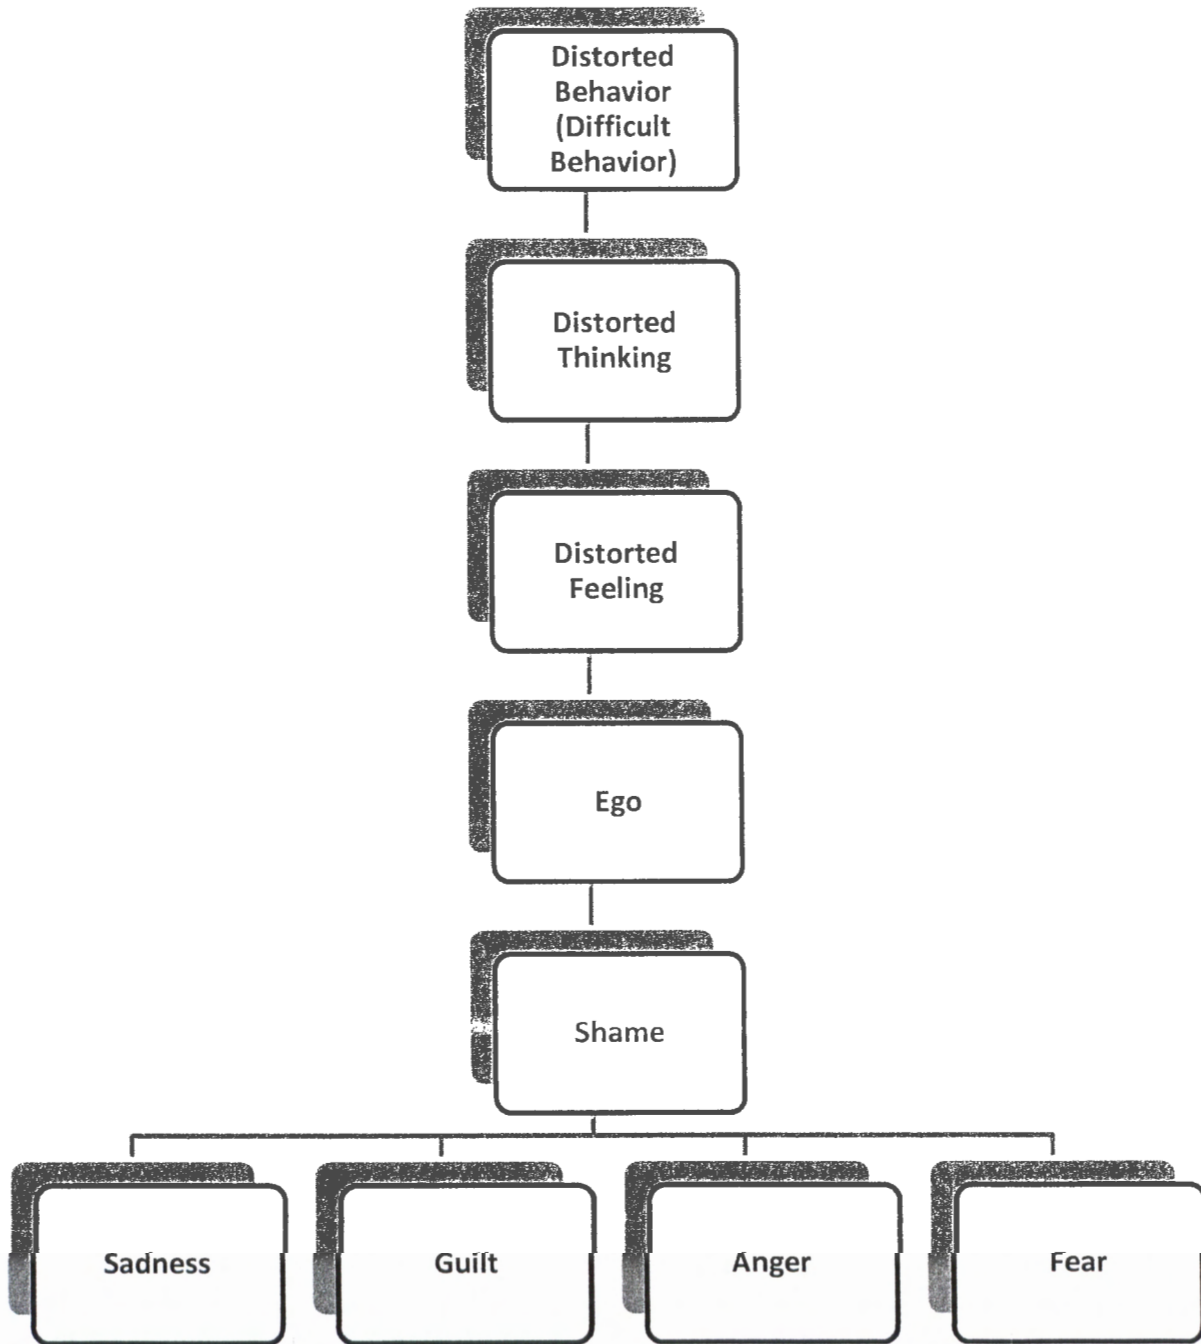 Distorted
Behavior
(Difficult
Behavior)
Distorted
Thinking
Distorted
Feeling
Ego
Shame
Sadness
Guilt
Anger
Fear